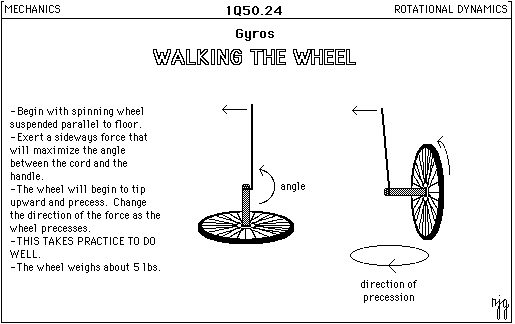 MECHANICS
1Q50.24
ROTATIONAL DYNAMICS
Gyros
WALKING THE WHEEL
-Begin with spinning wheel
suspended parallel to floor.
-Exert a sideways force that
will maximize the angle
between the cord and the
handle.
-The wheel will begin to tip
upward and precess.  Change
the direction of the force as the
wheel precesses.
-THIS TAKES PRACTICE TO DO
WELL.
-The wheel weighs about 5 lbs.
angle
direction of
precession
njg